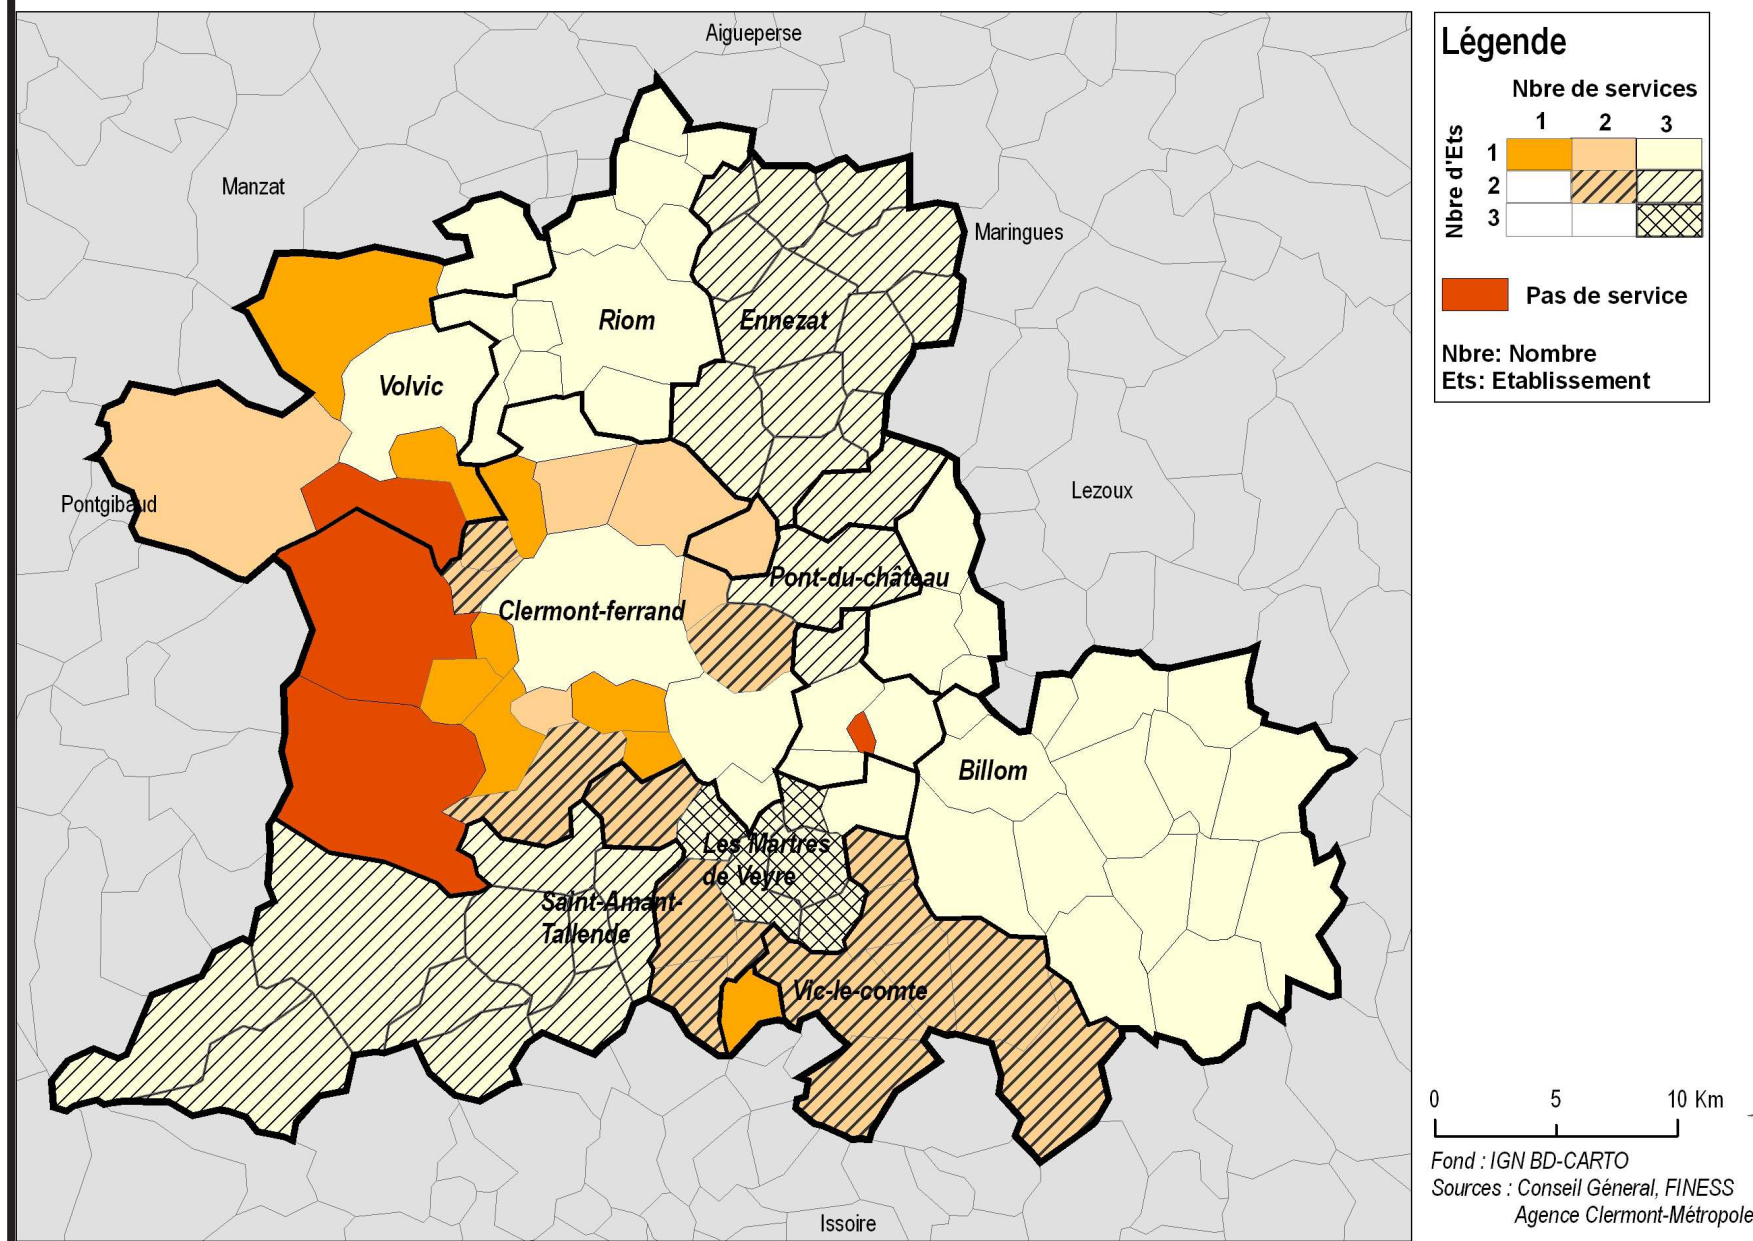 Aigueperse
Manzat
Maringues
Riom
Ennezat
Volvic
Pontgibaud
Lezoux
Pont-du-château
Clermont-ferrand
Billom
Les Martres
de Veyre
Saint-Amant-
Tallende
Vic-le-comte
Issoire
Légende
Nbre de services
1 2 3
Nbre d'Ets
1
2
3
Pas de service
Nbre: Nombre
Ets: Etablissement
0 5 10 Km
Fond : IGN BD-CARTO
Sources : Conseil Géneral, FINESS
Agence Clermont-Métropole